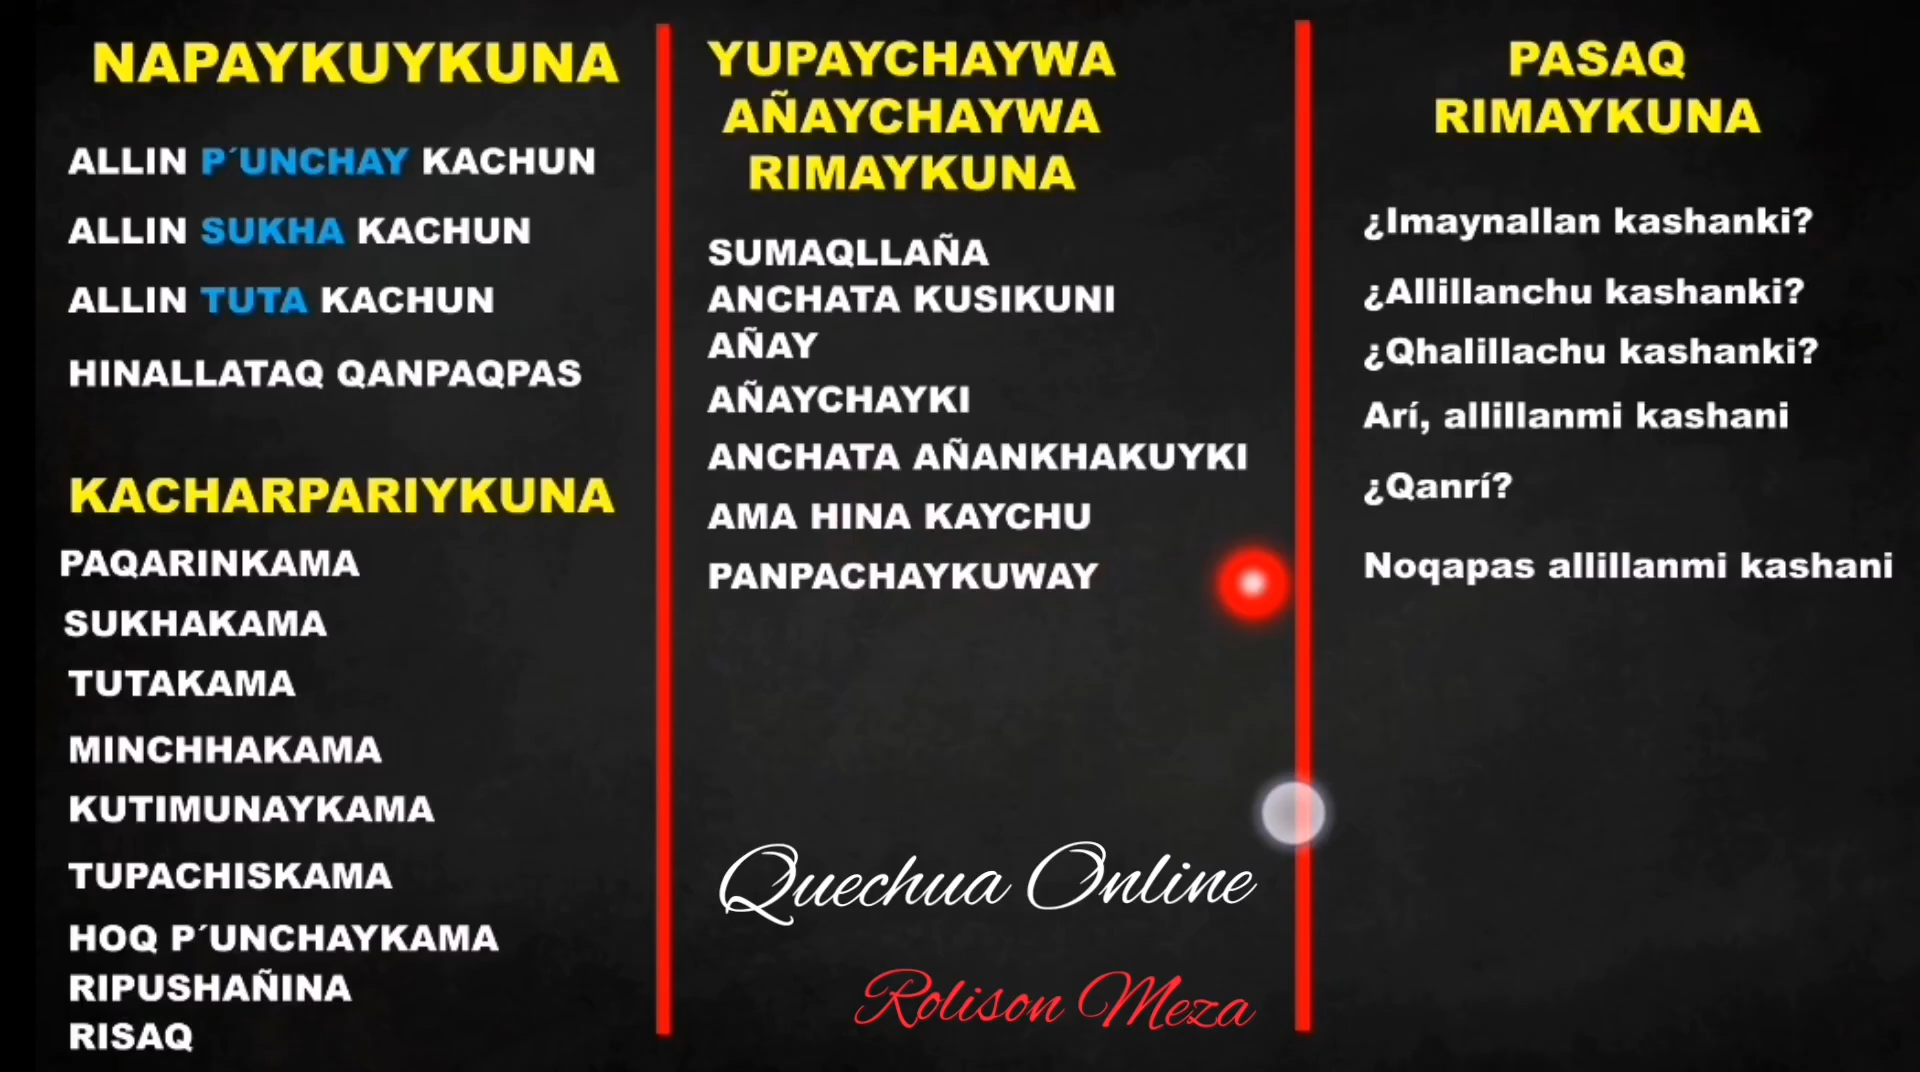 NAPAYKUYKUNA
ALLIN P´UNCHAY KACHUN
ALLIN SUKHA KACHUN
ALLIN TUTA KACHUN
HINALLATAQ QANPAQPAS
KACHARPARIYKUNA
PAQARINKAMA
SUKHAKAMA
TUTAKAMA
MINCHHAKAMA
KUTIMUNAYKAMA
TUPACHISKAMA
HOQ P´UNCHAYKAMA
RIPUSHAÑINA
RISAQ
YUPAYCHAYWA
AÑAYCHAYWA
RIMAYKUNA
SUMAQLLAÑA
ANCHATA KUSIKUNI
AÑAY
AÑAYCHAYKI
ANCHATA AÑANKHAKUYKI
AMA HINA KAYCHU
PANPACHAYKUWAY
Quechua Online
Rolison Meza
PASAQ
RIMAYKUNA
¿Imaynallan kashanki?
¿Allillanchu kashanki?
¿Qhalillachu kashanki?
Arí, allillanmi kashani
¿Qanrí?
Noqapas allillanmi kashani